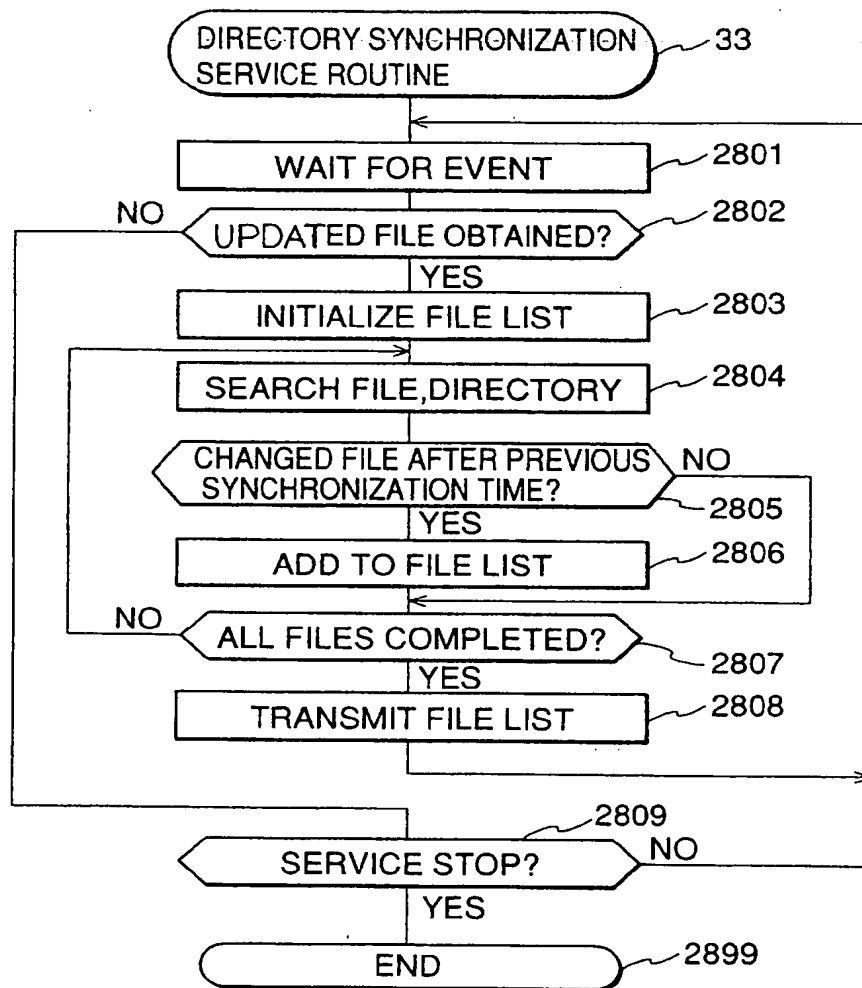 DIRECTORY SYNCHRONIZATION
SERVICE ROUTINE
33
WAIT FOR EVENT
2801
NO
UPDATED FILE OBTAINED?
2802
YES
INITIALIZE FILE LIST
2803
SEARCH FILE,DIRECTORY
2804
CHANGED FILE AFTER PREVIOUS
SYNCHRONIZATION TIME?
NO
2805
YES
ADD TO FILE LIST
2806
NO
ALL FILES COMPLETED?
2807
YES
TRANSMIT FILE LIST
2808
2809
SERVICE STOP?
NO
YES
END
2899